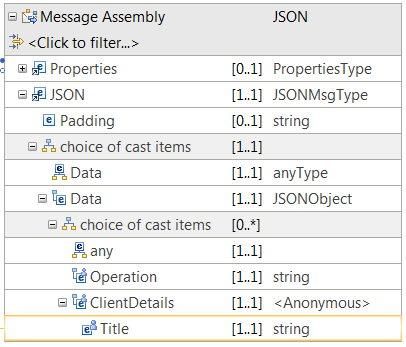 Message Assembly JSON
<Click to filter...>
Properties [0..1] PropertiesType
JSON [1..1] JSONMsgType
Padding [0..1] string
choice of cast items [1..1]
Data [1..1] anyType
Data [1..1] JSONObject
choice of cast items [0..*]
any [1..1]
Operation [1..1] string
ClientDetails [1..1] <Anonymous>
Title [1..1] string